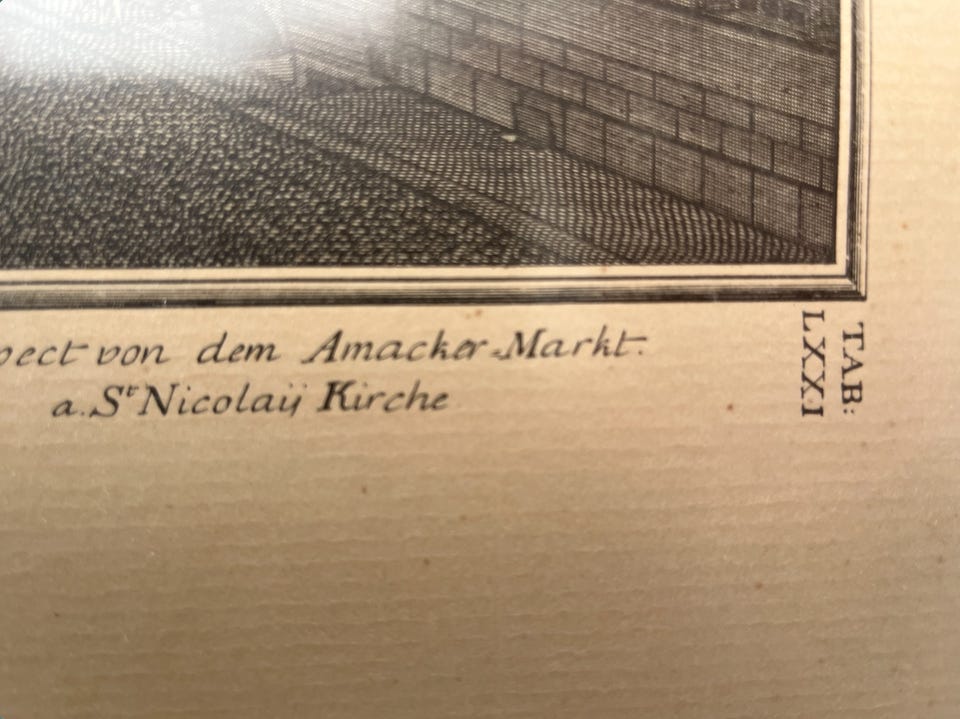 pect von dem Amacker-Markt.
a. St Nicolaij Kirche
TAB:
LXXI